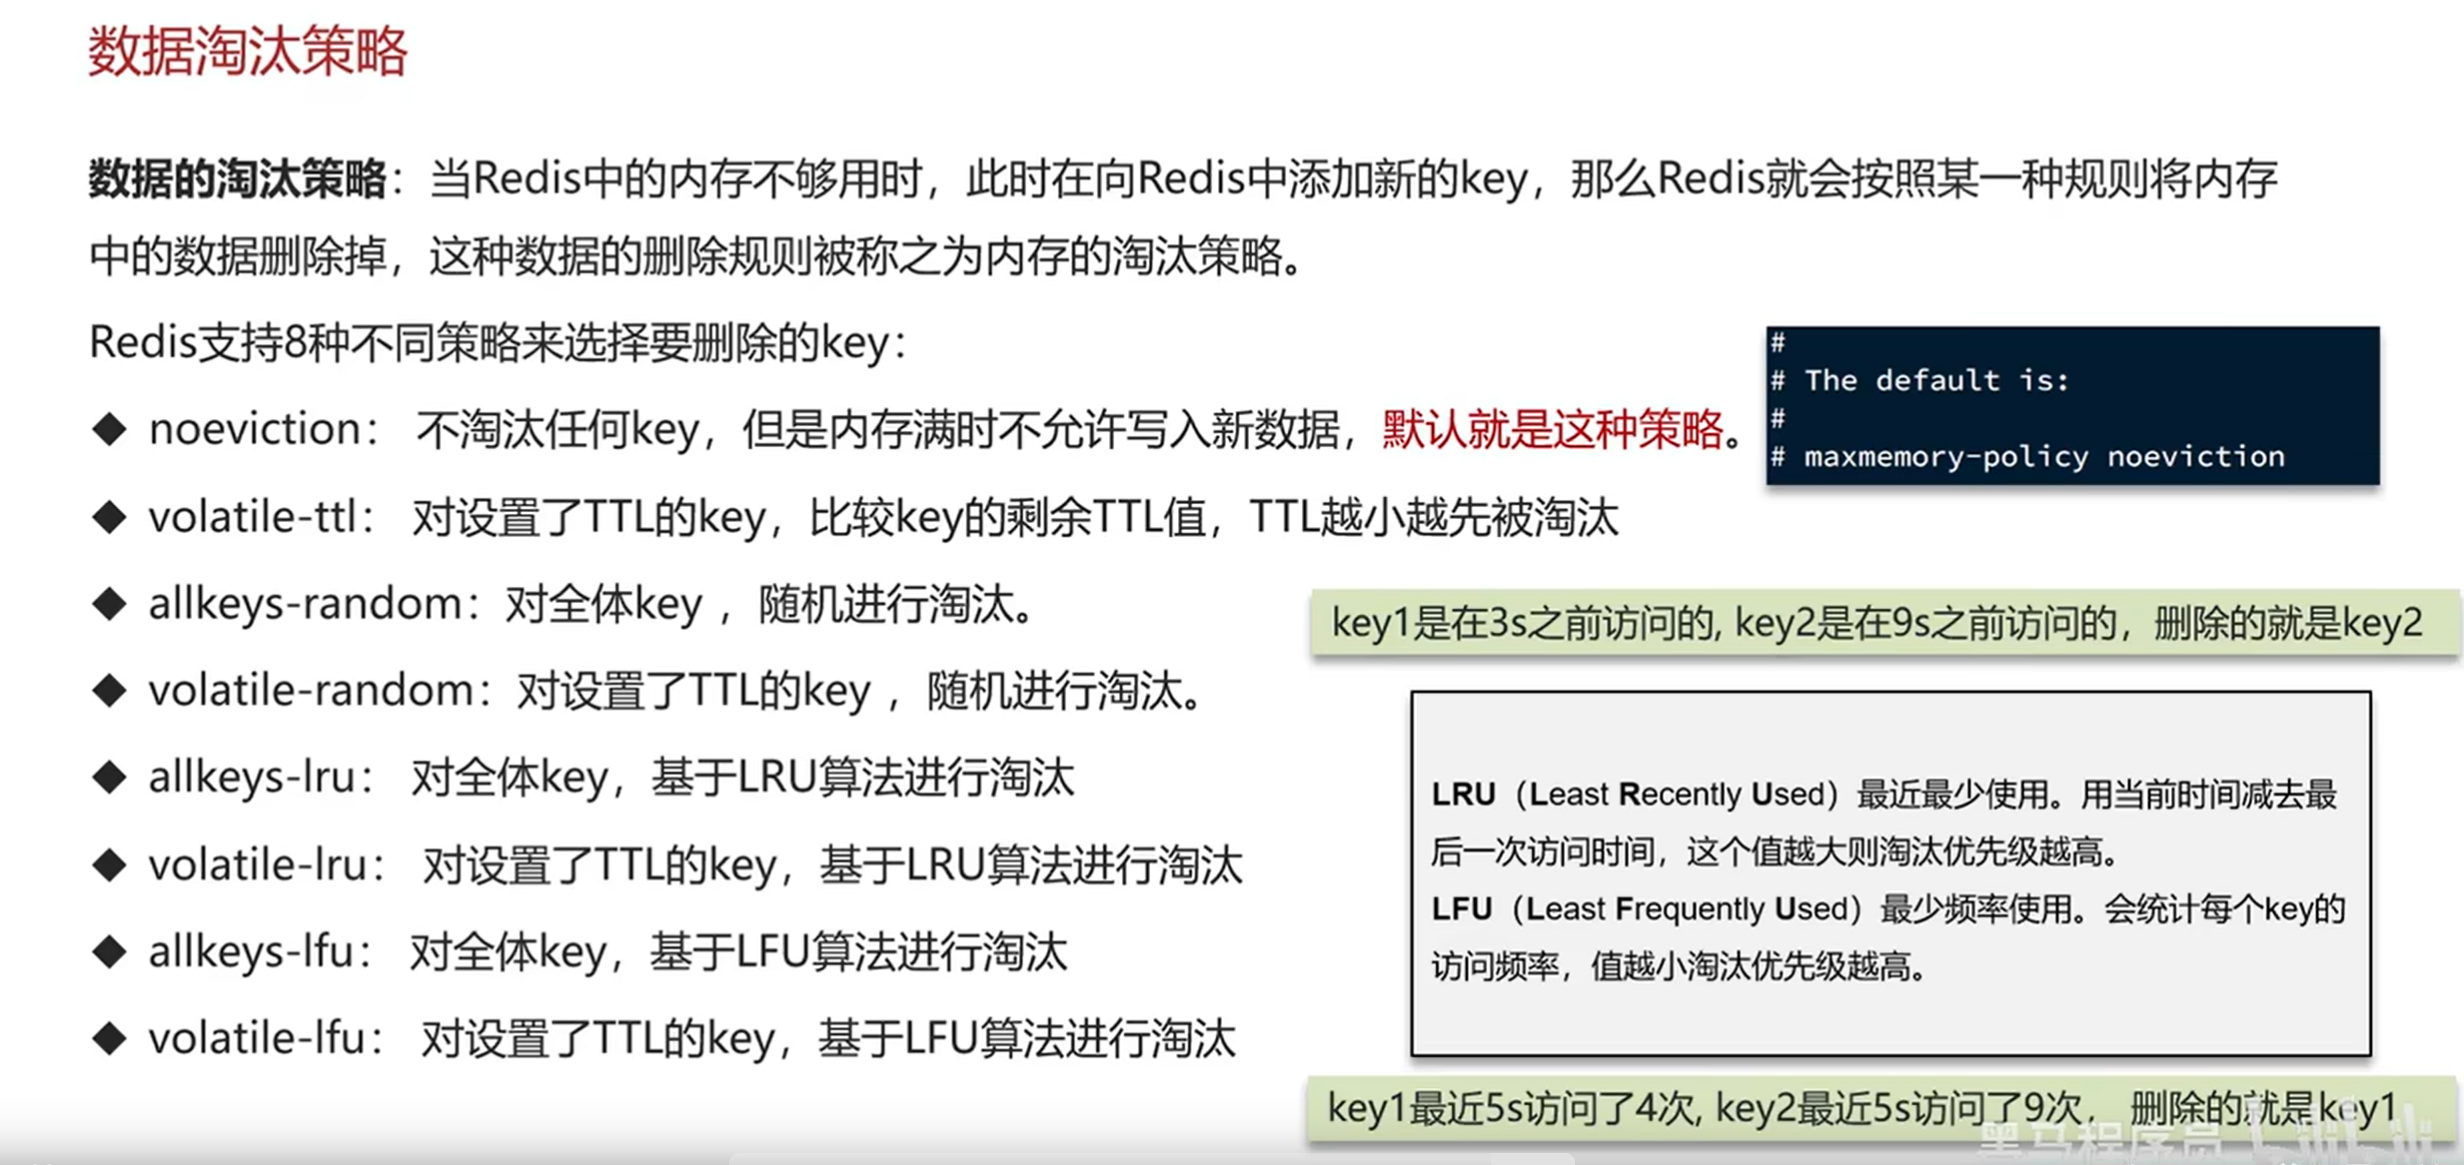 数据淘汰策略
数据的淘汰策略：当Redis中的内存不够用时，此时在向Redis中添加新的key，那么Redis就会按照某一种规则将内存
中的数据删除掉，这种数据的删除规则被称之为内存的淘汰策略。
Redis支持8种不同策略来选择要删除的key：
◆ noeviction： 不淘汰任何key，但是内存满时不允许写入新数据，默认就是这种策略。
#
# The default is:
#
# maxmemory-policy noeviction
◆ volatile-ttl： 对设置了TTL的key，比较key的剩余TTL值，TTL越小越先被淘汰
◆ allkeys-random：对全体key ，随机进行淘汰。
◆ volatile-random：对设置了TTL的key ，随机进行淘汰。
◆ allkeys-lru： 对全体key，基于LRU算法进行淘汰
◆ volatile-lru： 对设置了TTL的key，基于LRU算法进行淘汰
◆ allkeys-lfu： 对全体key，基于LFU算法进行淘汰
◆ volatile-lfu： 对设置了TTL的key，基于LFU算法进行淘汰
key1是在3s之前访问的, key2是在9s之前访问的，删除的就是key2
LRU（Least Recently Used）最近最少使用。用当前时间减去最
后一次访问时间，这个值越大则淘汰优先级越高。
LFU（Least Frequently Used）最少频率使用。会统计每个key的
访问频率，值越小淘汰优先级越高。
key1最近5s访问了4次, key2最近5s访问了9次， 删除的就是key1
黑马程序员 bilibili